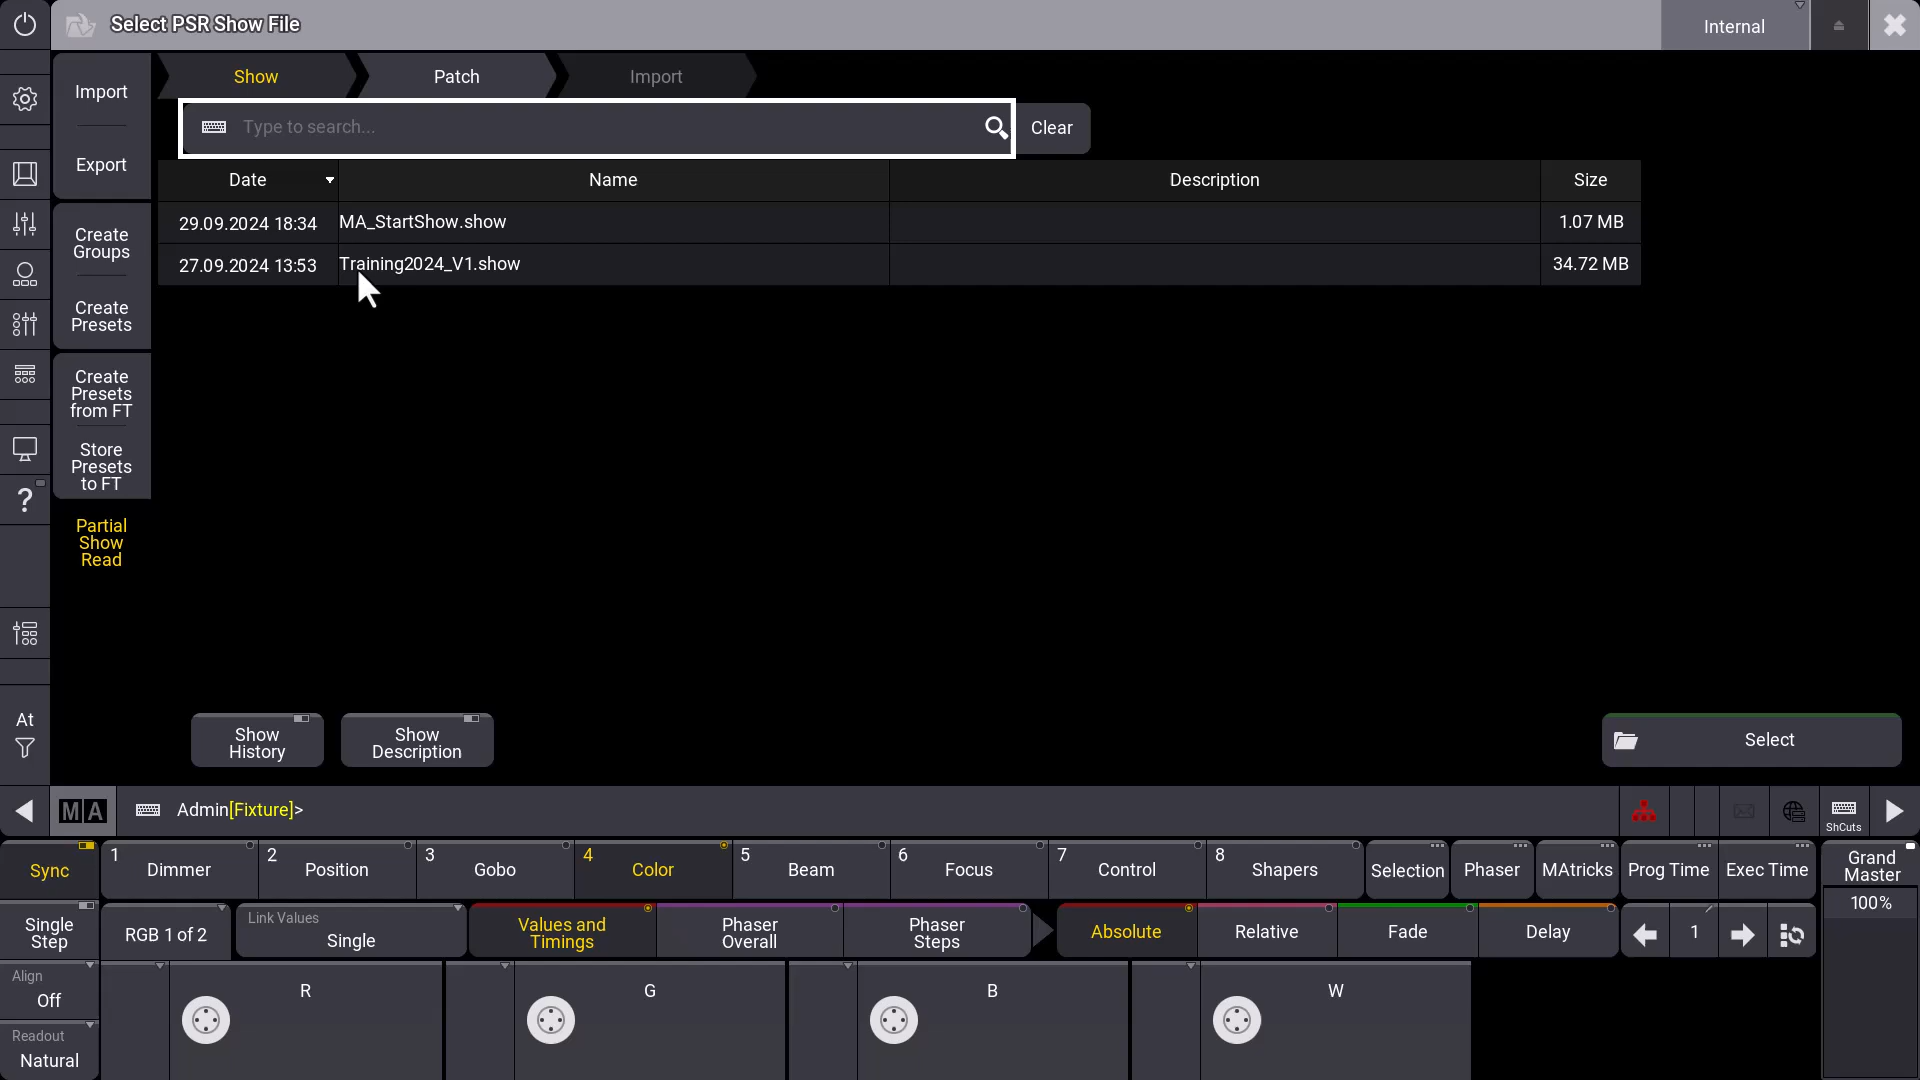 Select PSR Show File
Internal
Import
Export
Create
Groups
Create
Presets
Create
Presets
from FT
Store
Presets
to FT
Partial
Show
Read
Show
Patch
Import
Type to search...
Clear
Date
Name
Description
Size
29.09.2024 18:34
MA_StartShow.show
1.07 MB
27.09.2024 13:53
Training2024_V1.show
34.72 MB
?
At
Show
History
Show
Description
Select
MA
Admin[Fixture]>
ShCuts
Sync
1
Dimmer
2
Position
3
Gobo
4
Color
5
Beam
6
Focus
7
Control
8
Shapers
Selection
Phaser
MAtricks
Prog Time
Exec Time
Grand
Master
100%
Single
Step
RGB 1 of 2
Link Values
Single
Values and
Timings
Phaser
Overall
Phaser
Steps
Absolute
Relative
Fade
Delay
1
Align
Off
Readout
Natural
R
G
B
W